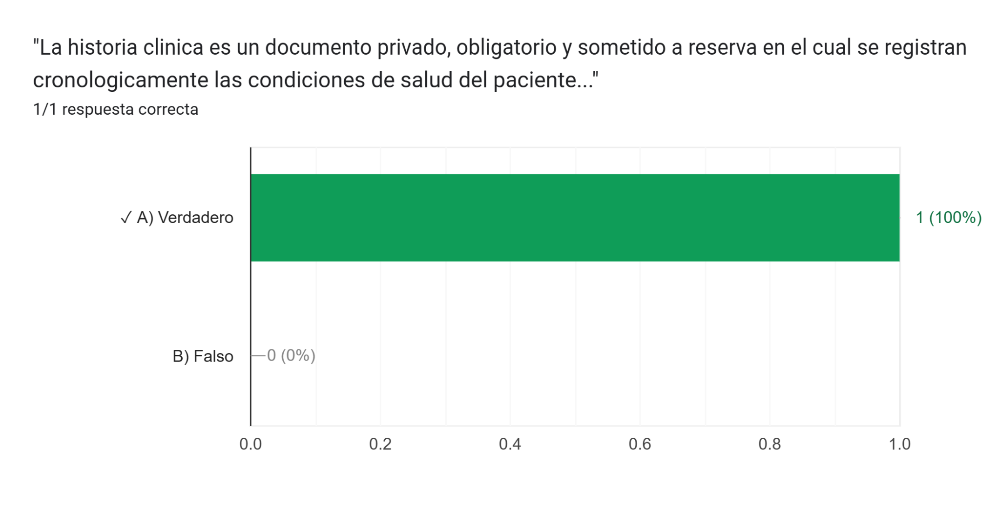 "La historia clinica es un documento privado, obligatorio y sometido a reserva en el cual se registran
cronologicamente las condiciones de salud del paciente..."
1/1 respuesta correcta
✓ A) Verdadero
1 (100%)
B) Falso
0 (0%)
0.0
0.2
0.4
0.6
0.8
1.0